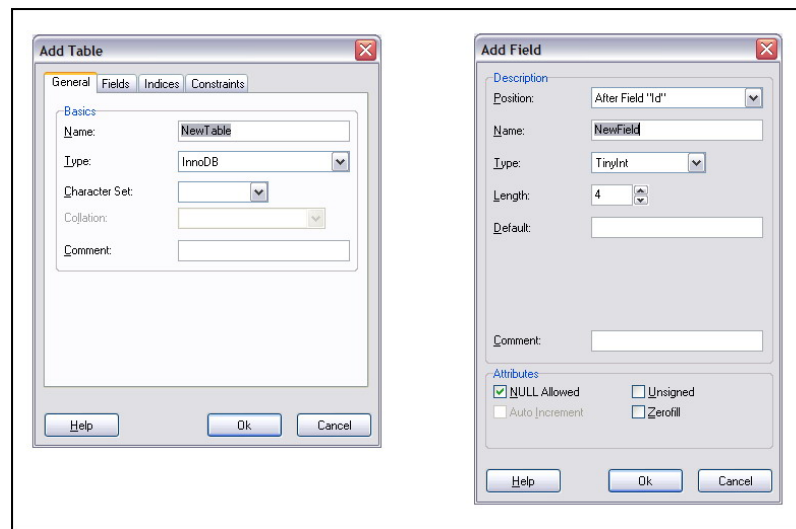 Add Table
General Fields Indices Constraints
Basics
Name: NewTable
Type: InnoDB
Character Set:
Collation:
Comment:
Help Ok Cancel
Add Field
Description
Position: After Field "Id"
Name: NewField
Type: TinyInt
Length: 4
Default:
Comment:
Attributes
NULL Allowed Unsigned
Auto Increment Zerofill
Help Ok Cancel